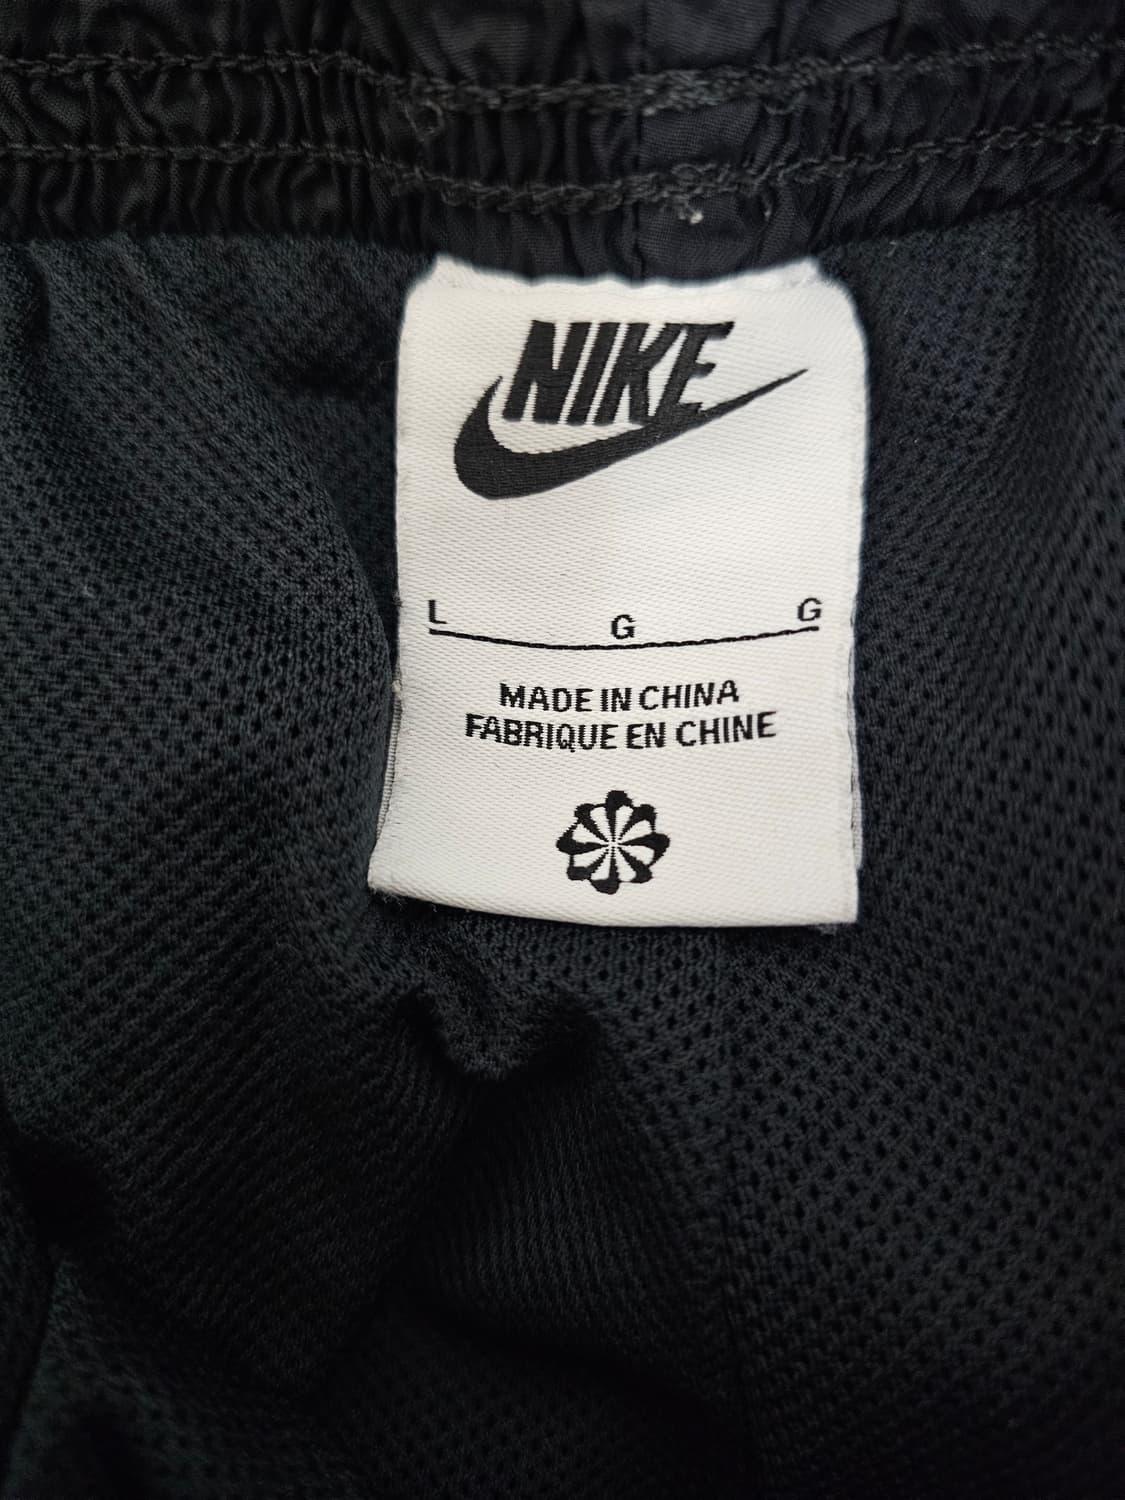 NIKE
L G G
MADE IN CHINA
FABRIQUE EN CHINE